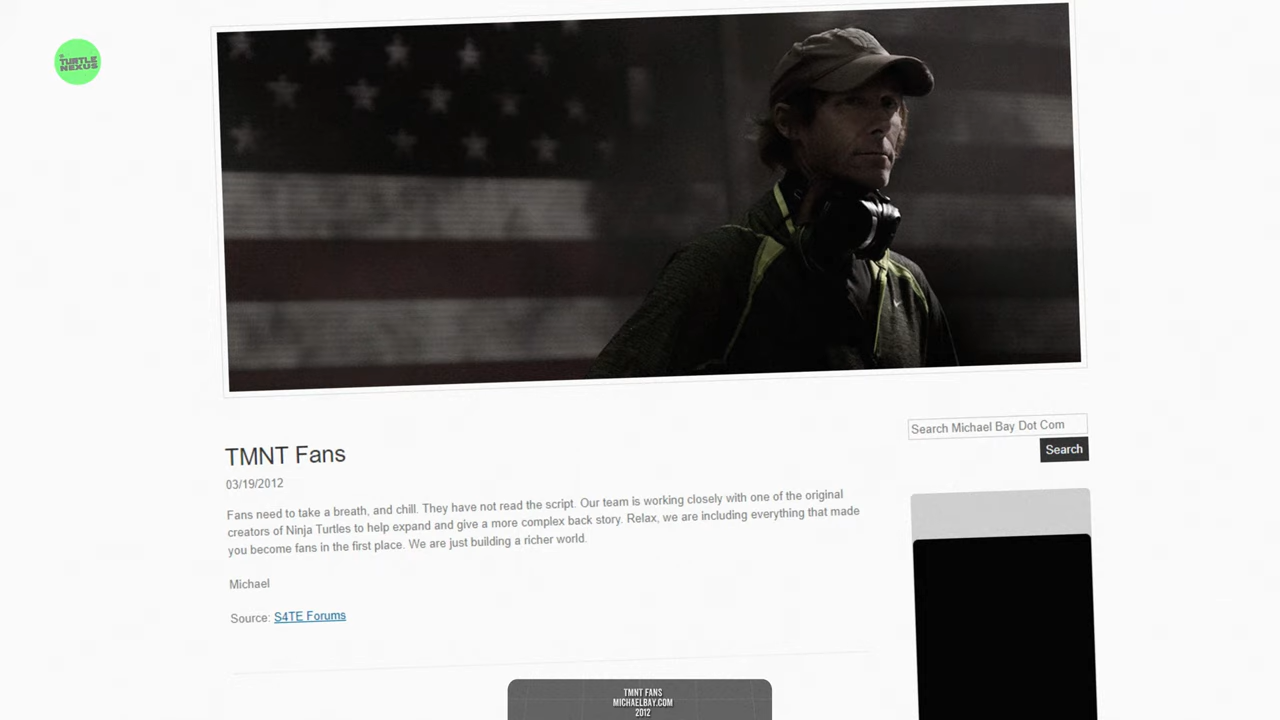 TURTLE
NEXUS
Search Michael Bay Dot Com
Search
TMNT Fans
03/19/2012
Fans need to take a breath, and chill. They have not read the script. Our team is working closely with one of the original
creators of Ninja Turtles to help expand and give a more complex back story. Relax, we are including everything that made
you become fans in the first place. We are just building a richer world.
Michael
Source: S4TE Forums
TMNT FANS
MICHAELBAY.COM
2012